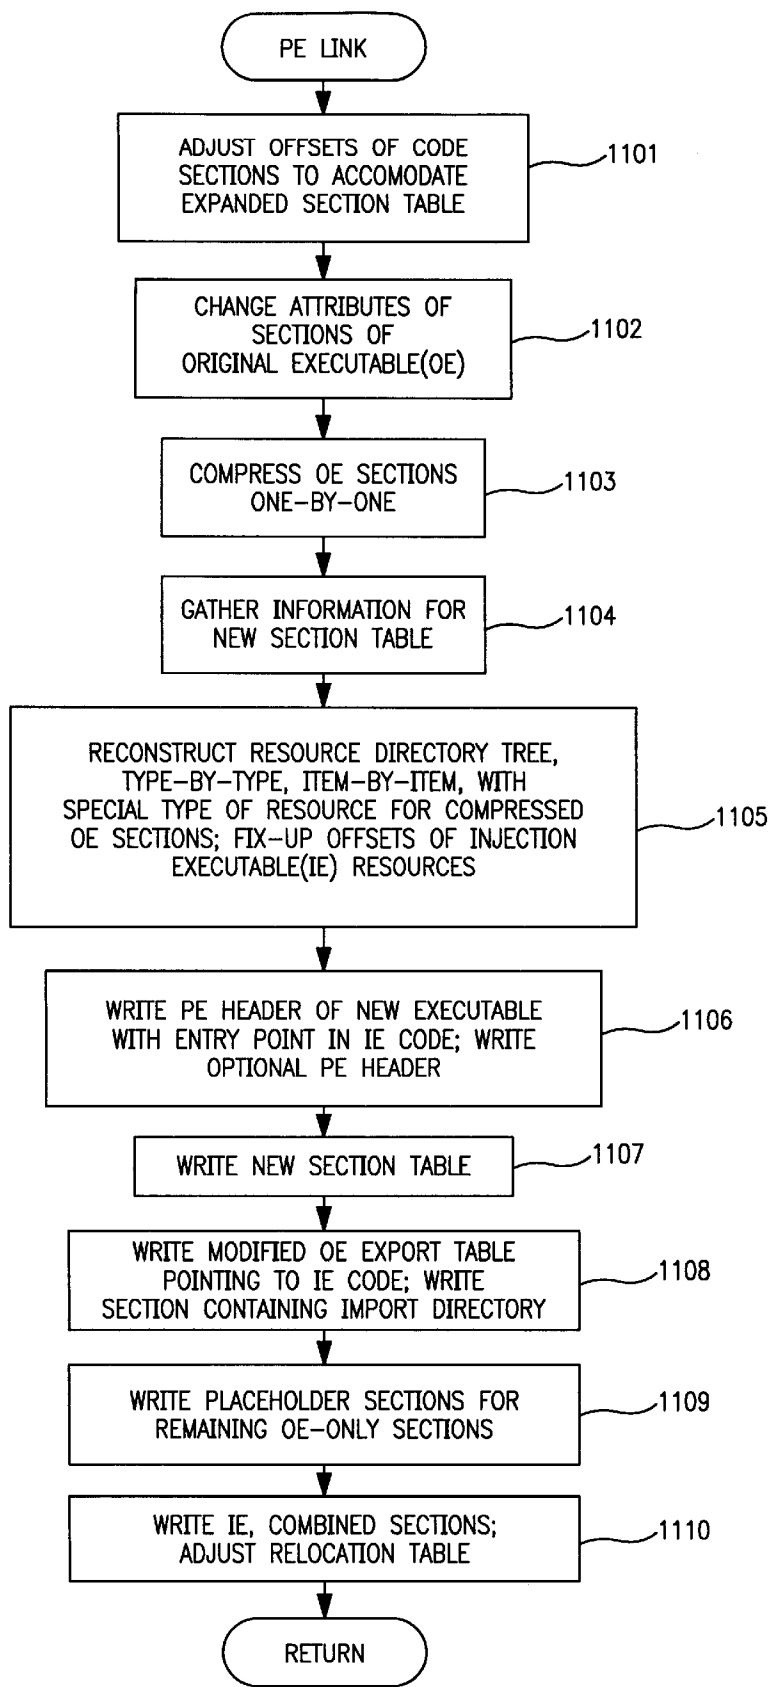 PE LINK
ADJUST OFFSETS OF CODE
SECTIONS TO ACCOMODATE
EXPANDED SECTION TABLE
1101
CHANGE ATTRIBUTES OF
SECTIONS OF
ORIGINAL EXECUTABLE(OE)
1102
COMPRESS OE SECTIONS
ONE-BY-ONE
1103
GATHER INFORMATION FOR
NEW SECTION TABLE
1104
RECONSTRUCT RESOURCE DIRECTORY TREE,
TYPE-BY-TYPE, ITEM-BY-ITEM, WITH
SPECIAL TYPE OF RESOURCE FOR COMPRESSED
OE SECTIONS; FIX-UP OFFSETS OF INJECTION
EXECUTABLE(IE) RESOURCES
1105
WRITE PE HEADER OF NEW EXECUTABLE
WITH ENTRY POINT IN IE CODE; WRITE
OPTIONAL PE HEADER
1106
WRITE NEW SECTION TABLE
1107
WRITE MODIFIED OE EXPORT TABLE
POINTING TO IE CODE; WRITE
SECTION CONTAINING IMPORT DIRECTORY
1108
WRITE PLACEHOLDER SECTIONS FOR
REMAINING OE-ONLY SECTIONS
1109
WRITE IE, COMBINED SECTIONS;
ADJUST RELOCATION TABLE
1110
RETURN